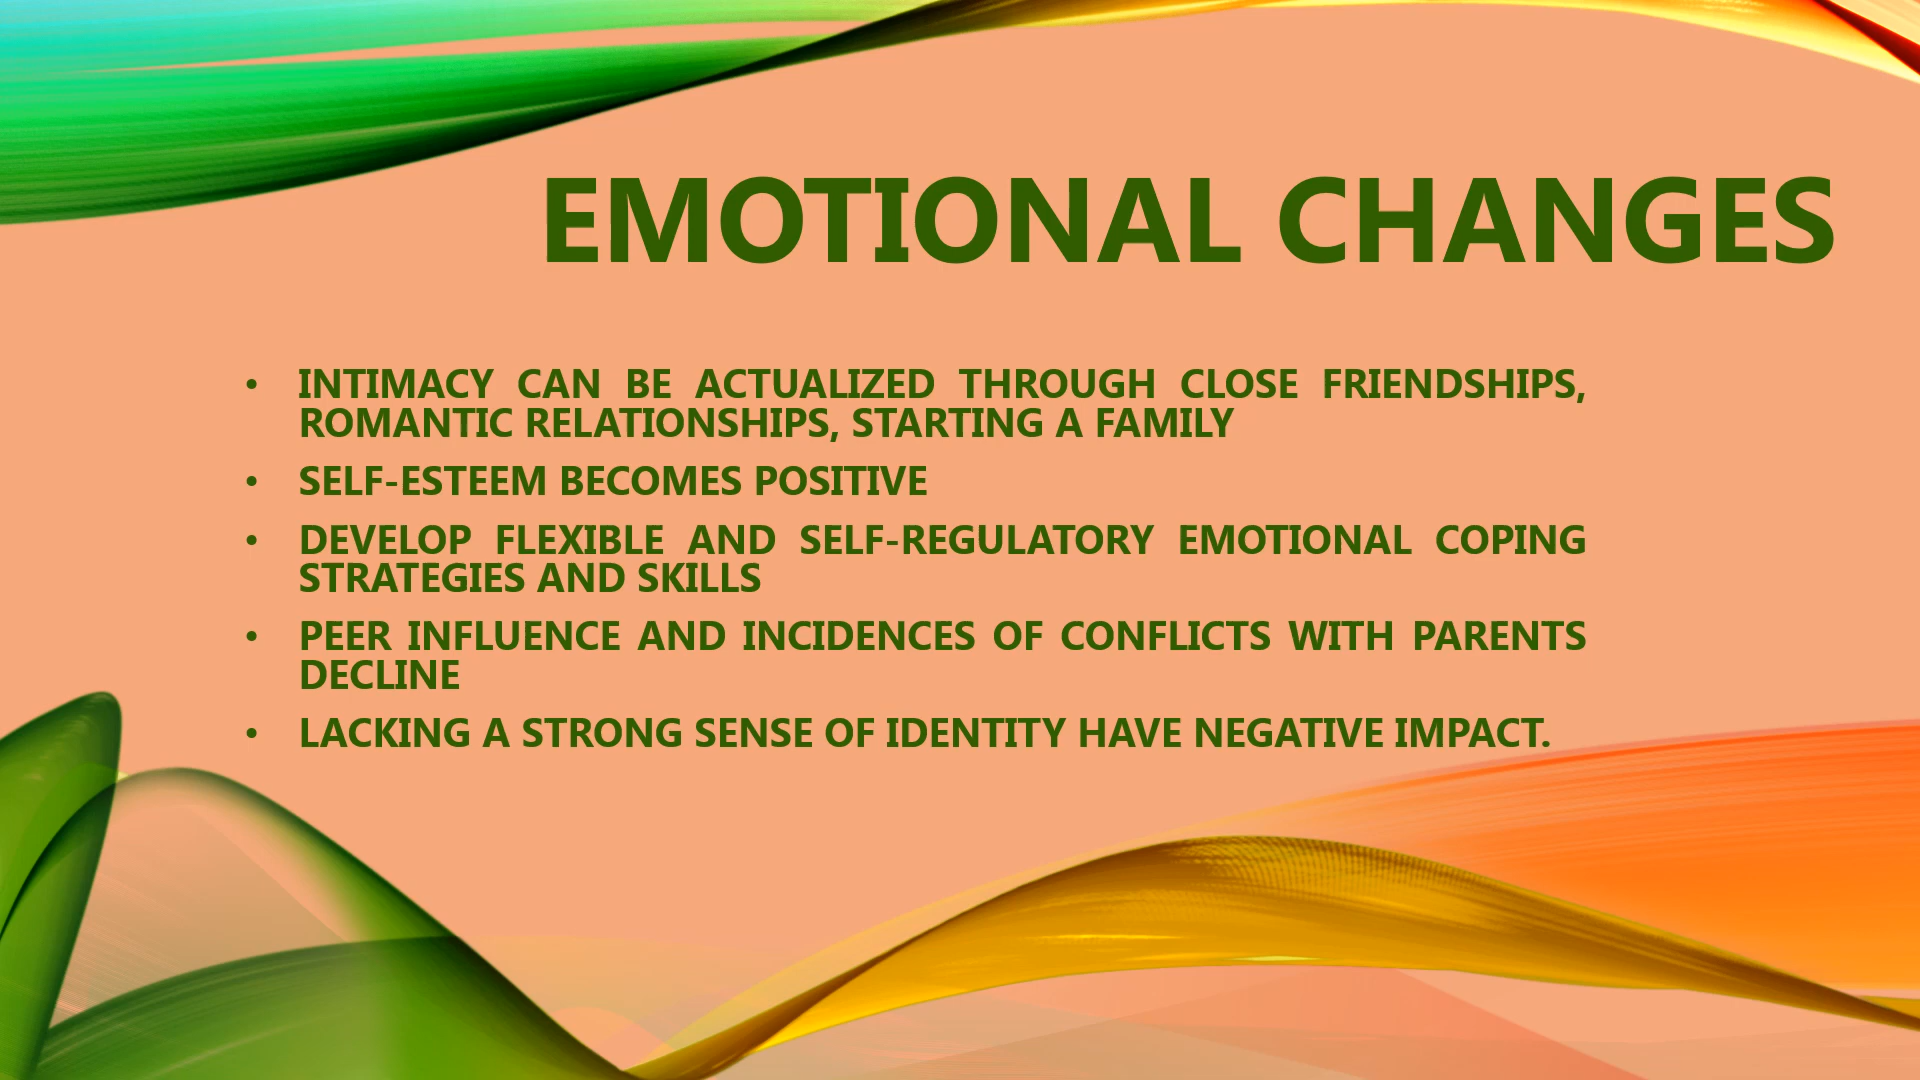 EMOTIONAL CHANGES
• INTIMACY CAN BE ACTUALIZED THROUGH CLOSE FRIENDSHIPS,
ROMANTIC RELATIONSHIPS, STARTING A FAMILY
• SELF-ESTEEM BECOMES POSITIVE
• DEVELOP FLEXIBLE AND SELF-REGULATORY EMOTIONAL COPING
STRATEGIES AND SKILLS
• PEER INFLUENCE AND INCIDENCES OF CONFLICTS WITH PARENTS
DECLINE
• LACKING A STRONG SENSE OF IDENTITY HAVE NEGATIVE IMPACT.